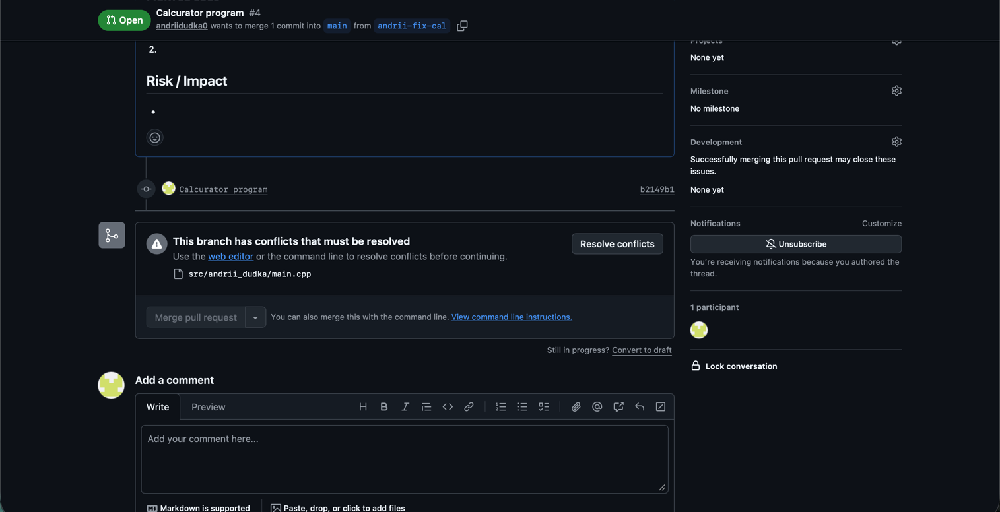 Open
Calcurator program #4
andriidudka0 wants to merge 1 commit into main from andrii-fix-cal
2.
Risk / Impact
Calcurator program b2149b1
This branch has conflicts that must be resolved
Use the web editor or the command line to resolve conflicts before continuing.
src/andrii_dudka/main.cpp
Resolve conflicts
Merge pull request You can also merge this with the command line. View command line instructions.
Still in progress? Convert to draft
Add a comment
Write Preview
Add your comment here...
Markdown is supported Paste, drop, or click to add files
Projects
None yet
Milestone
No milestone
Development
Successfully merging this pull request may close these
issues.
None yet
Notifications Customize
Unsubscribe
You're receiving notifications because you authored the
thread.
1 participant
Lock conversation